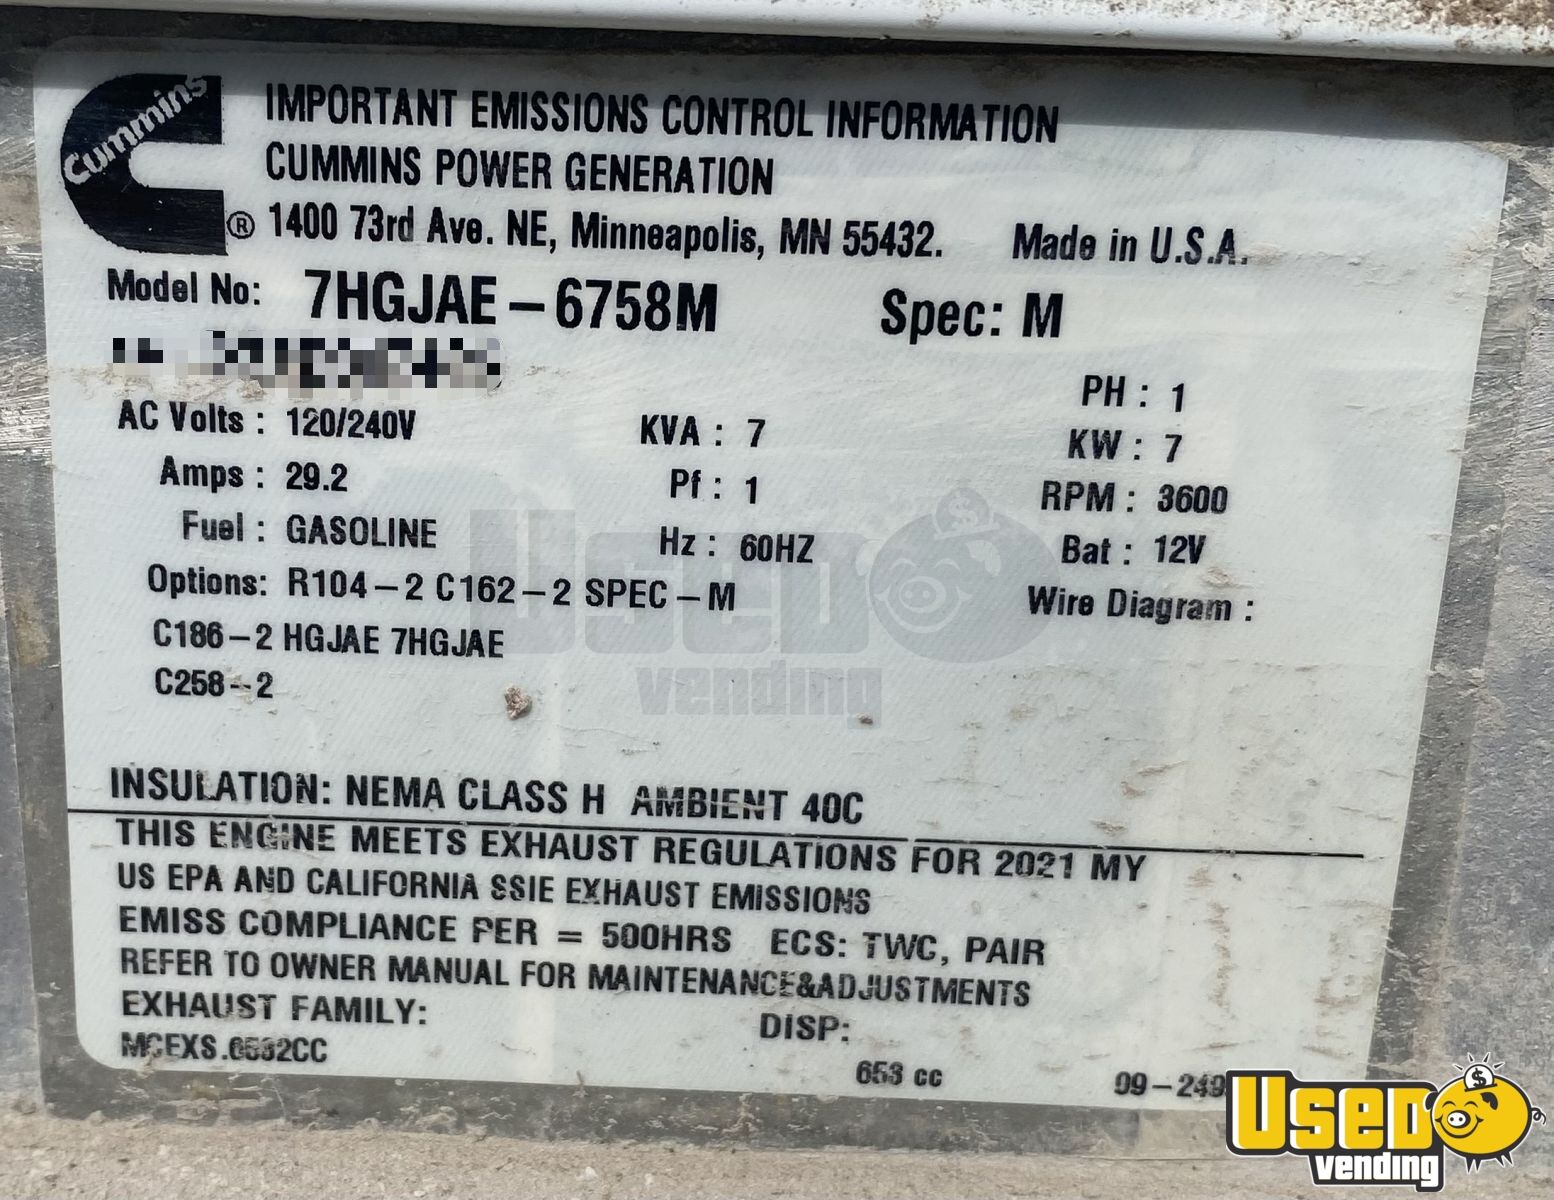 Cummins
®
IMPORTANT EMISSIONS CONTROL INFORMATION
CUMMINS POWER GENERATION
1400 73rd Ave. NE, Minneapolis, MN 55432. Made in U.S.A.
Model No: 7HGJAE-6758M Spec: M
PH : 1
AC Volts : 120/240V KVA : 7 KW : 7
Amps : 29.2 Pf : 1 RPM : 3600
Fuel : GASOLINE Hz : 60HZ Bat : 12V
Options: R104-2 C162-2 SPEC-M Wire Diagram :
C186-2 HGJAE 7HGJAE
C258-2
INSULATION: NEMA CLASS H AMBIENT 40C
THIS ENGINE MEETS EXHAUST REGULATIONS FOR 2021 MY
US EPA AND CALIFORNIA SSIE EXHAUST EMISSIONS
EMISS COMPLIANCE PER = 500HRS ECS: TWC, PAIR
REFER TO OWNER MANUAL FOR MAINTENANCE&ADJUSTMENTS
EXHAUST FAMILY: DISP:
MCEXS.6532CC 653 cc 09-249
USED vending
USED vending